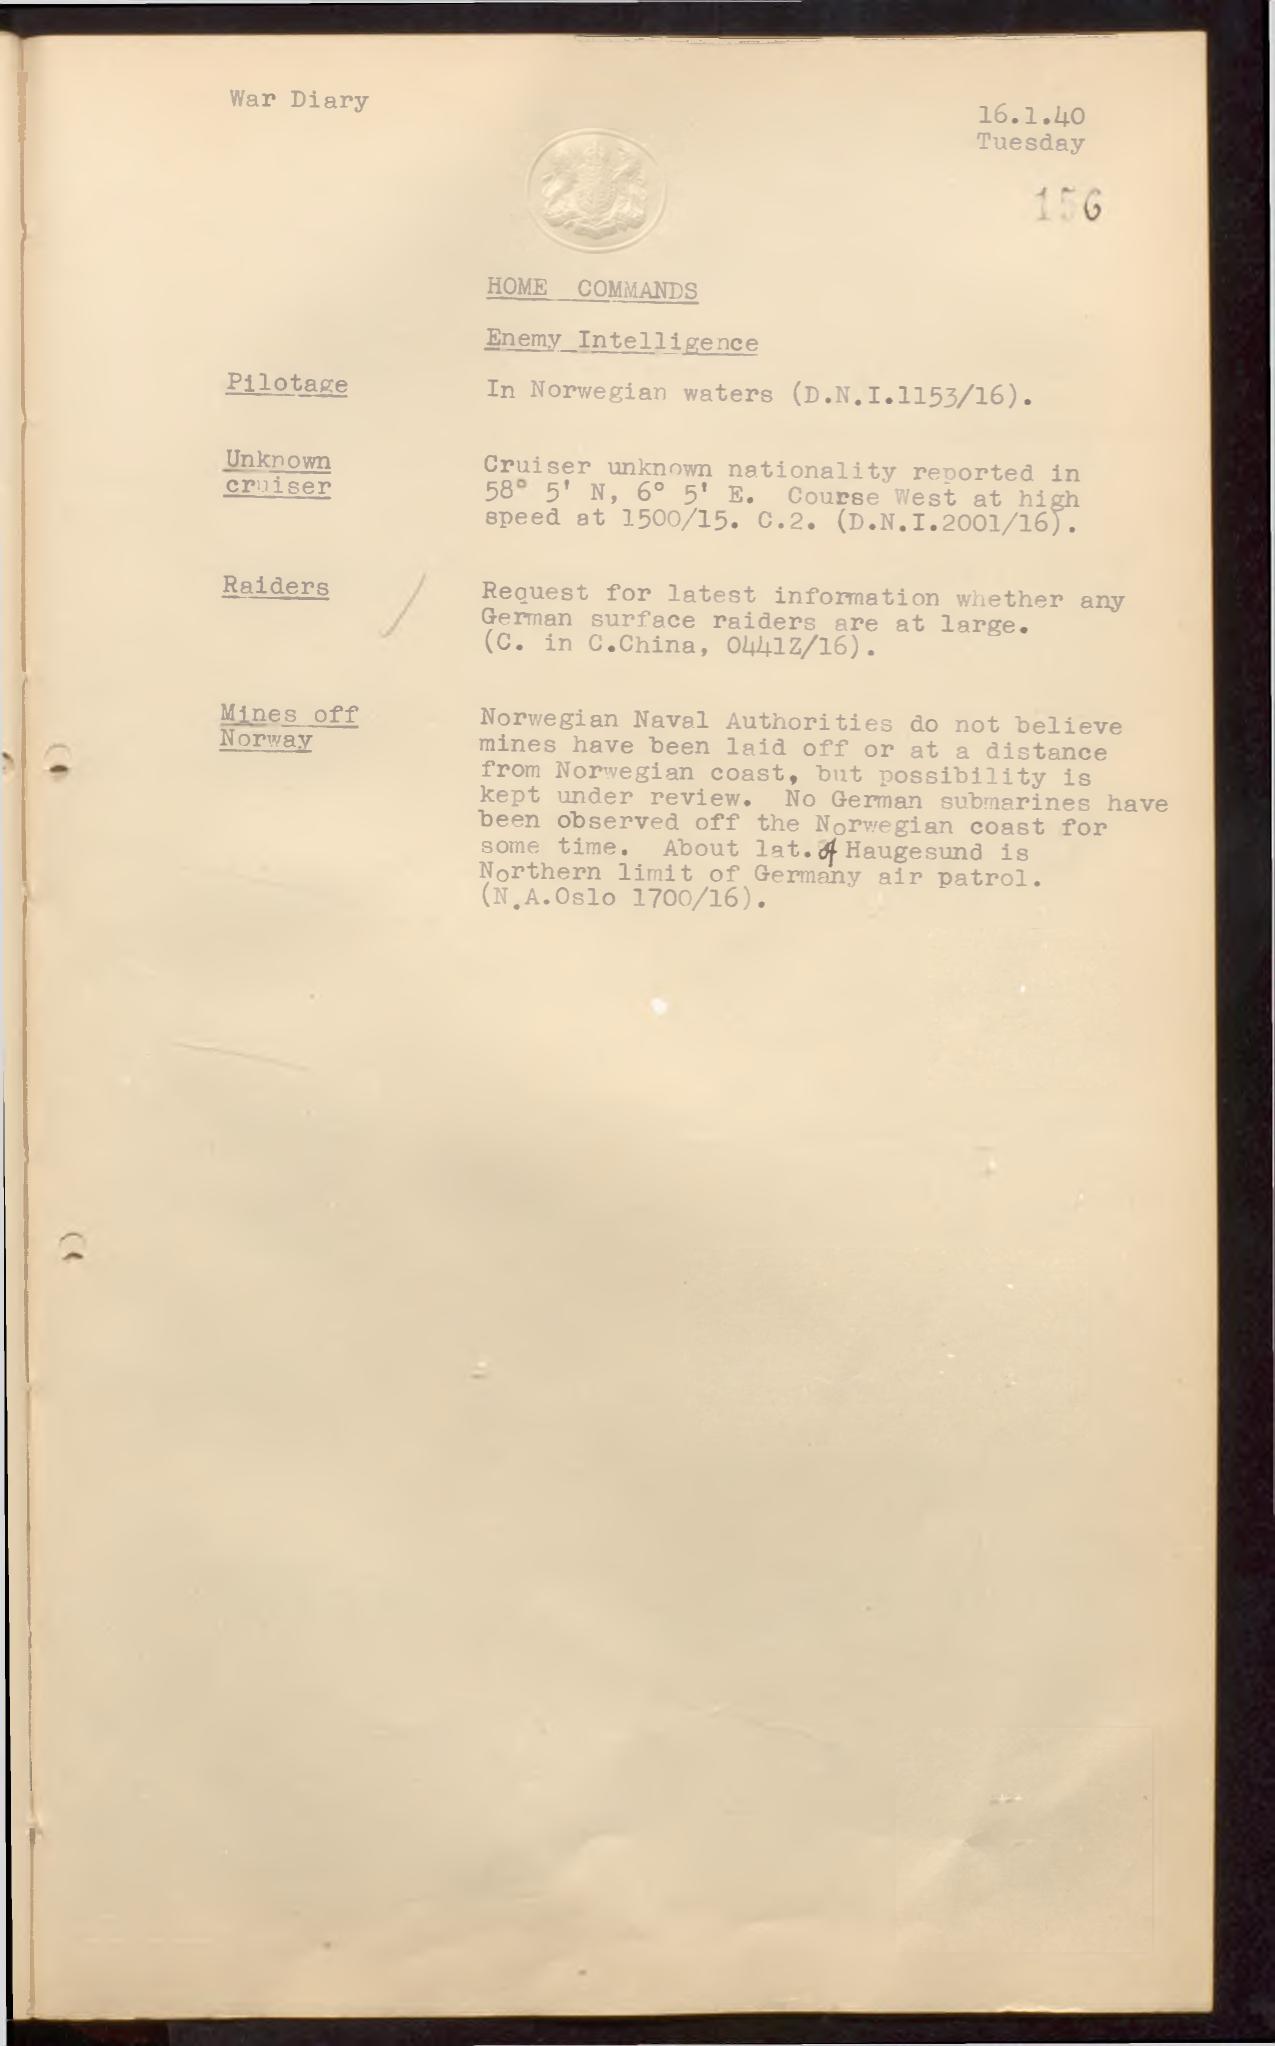 War Diary
16.1.40
Tuesday
156
HOME COMMANDS
Enemy Intelligence
Pilotage
In Norwegian waters (D.N.I.1153/16).
Unknown
cruiser
Cruiser unknown nationality reported in
58° 5' N, 6° 5' E. Course West at high
speed at 1500/15. C.2. (D.N.I.2001/16).
Raiders
Request for latest information whether any
German surface raiders are at large.
(C. in C.China, 0441Z/16).
Mines off
Norway
Norwegian Naval Authorities do not believe
mines have been laid off or at a distance
from Norwegian coast, but possibility is
kept under review. No German submarines have
been observed off the Norwegian coast for
some time. About lat. of Haugesund is
Northern limit of Germany air patrol.
(N.A.Oslo 1700/16).